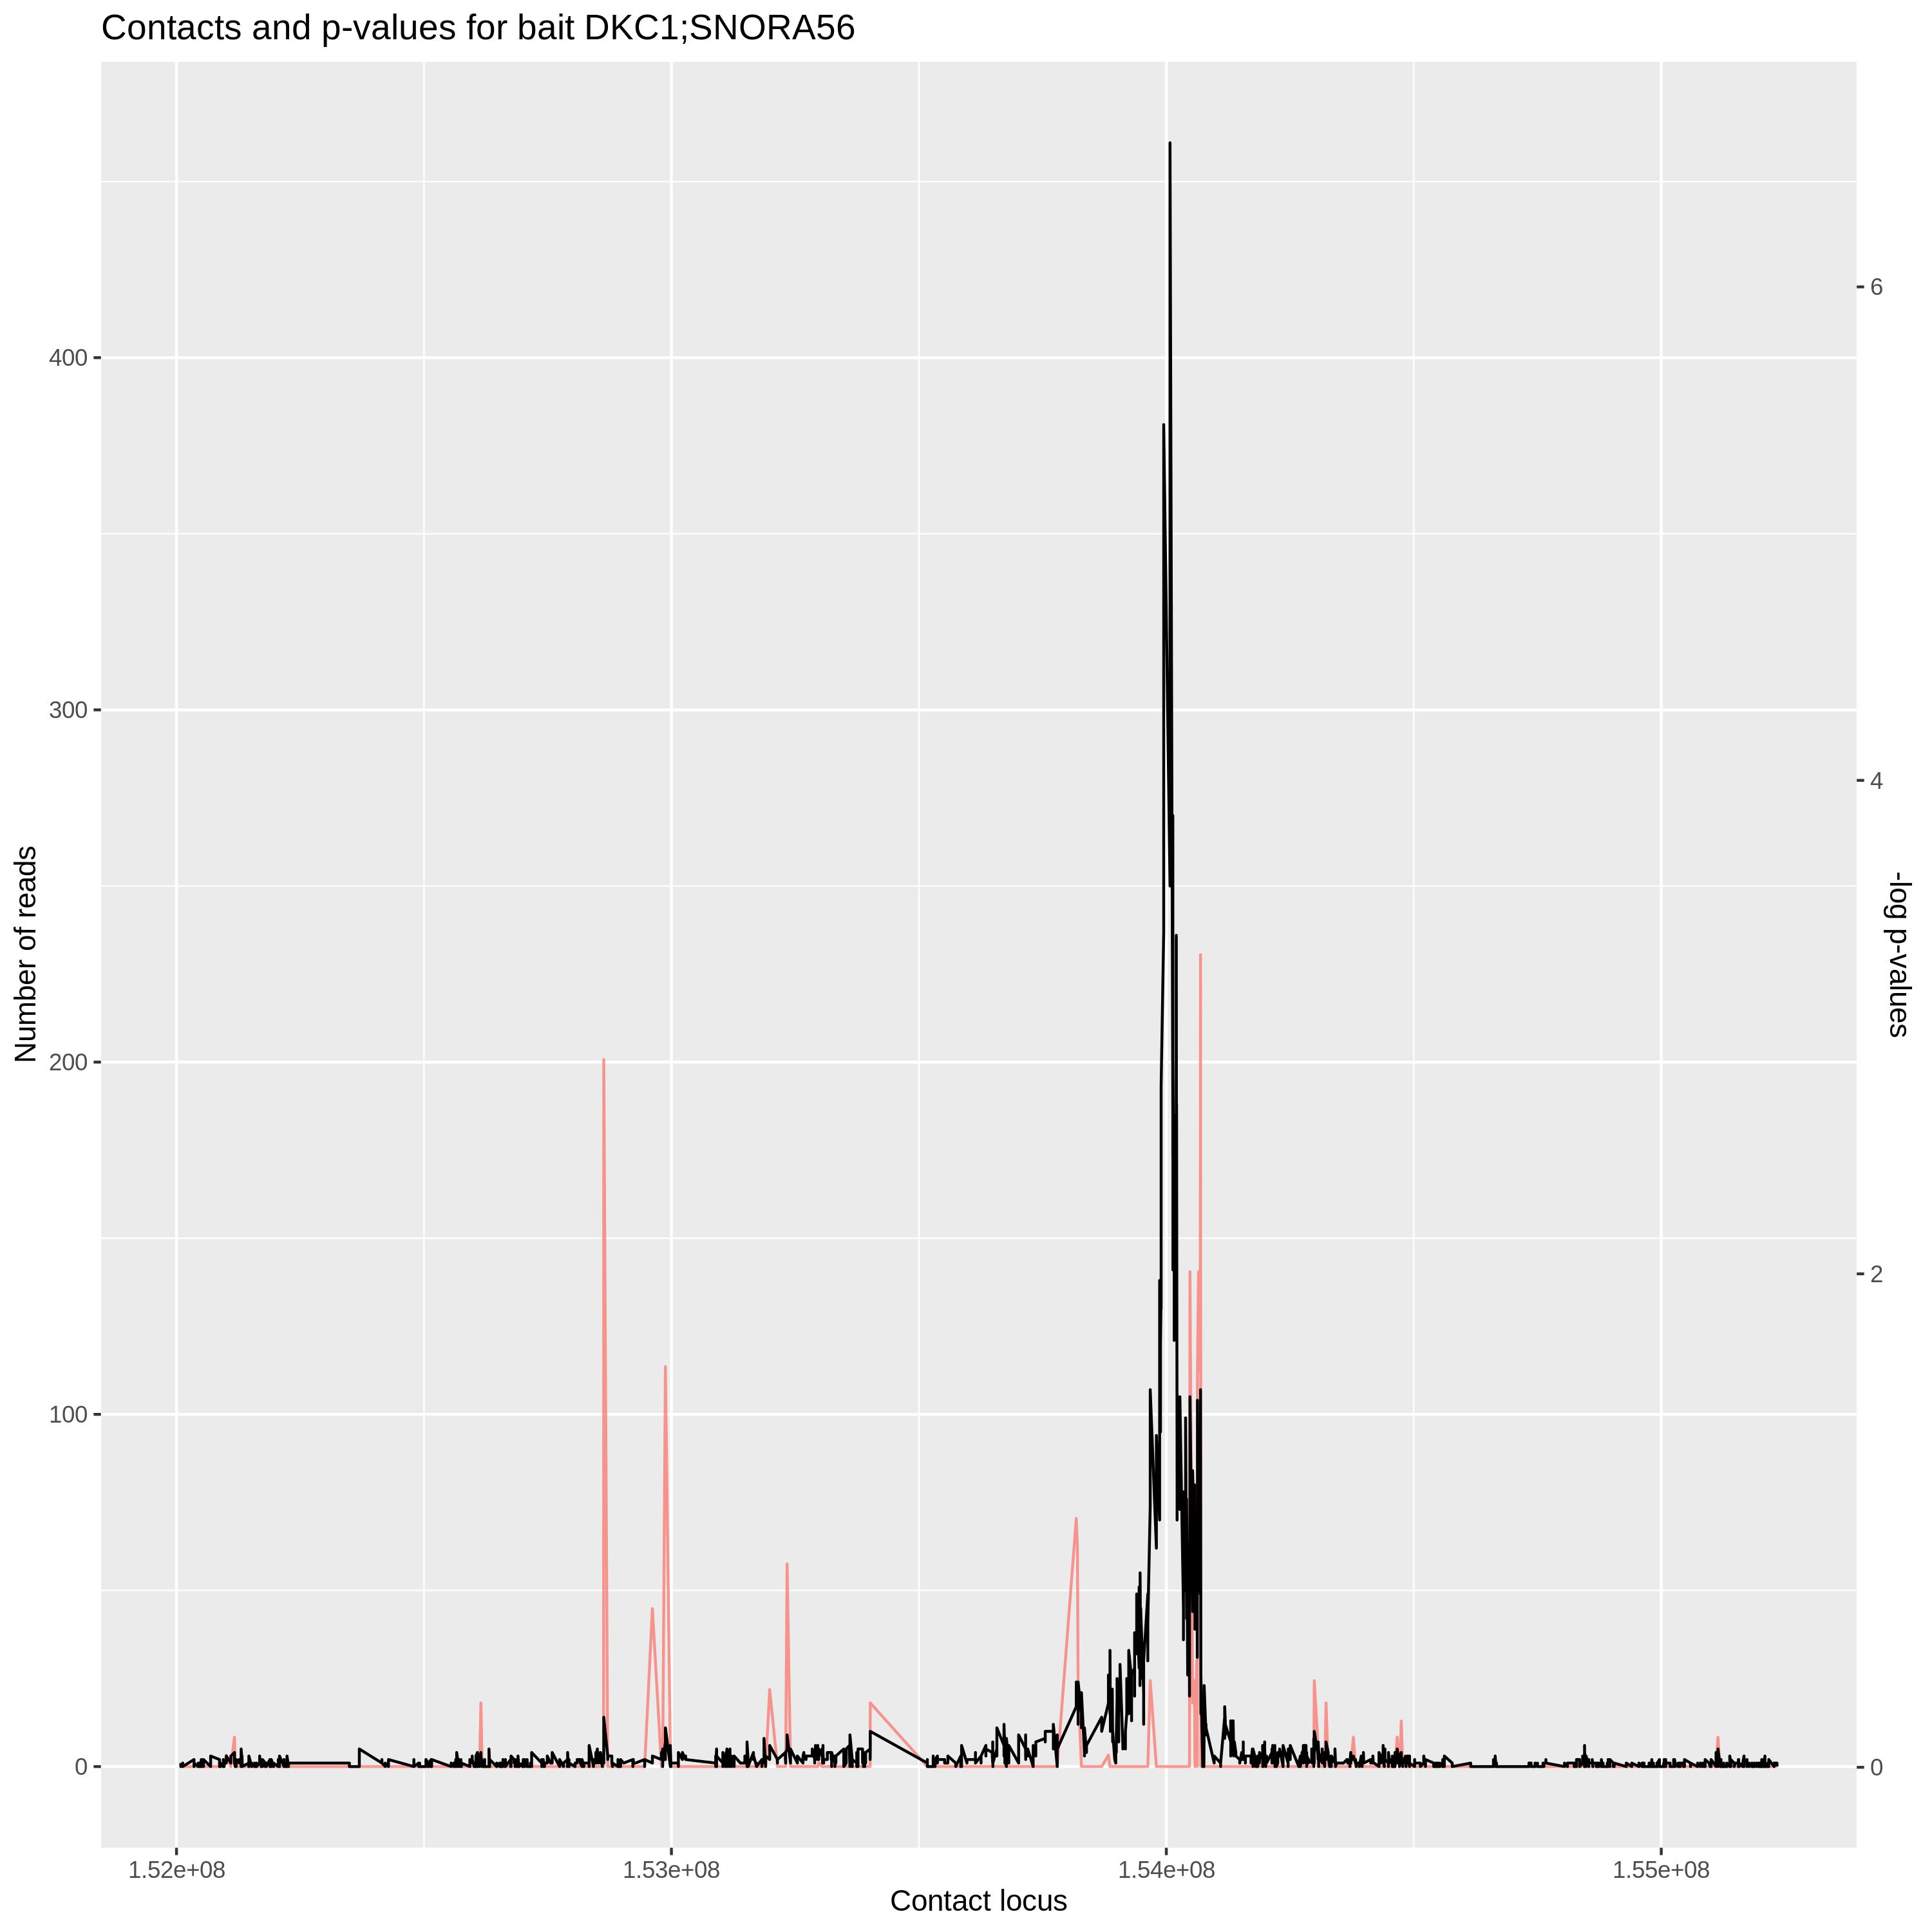 Contacts and p-values for bait DKC1;SNORA56
Number of reads
400
300
200
100
0
6
4
2
0
-log p-values
1.52e+08 1.53e+08 1.54e+08 1.55e+08
Contact locus